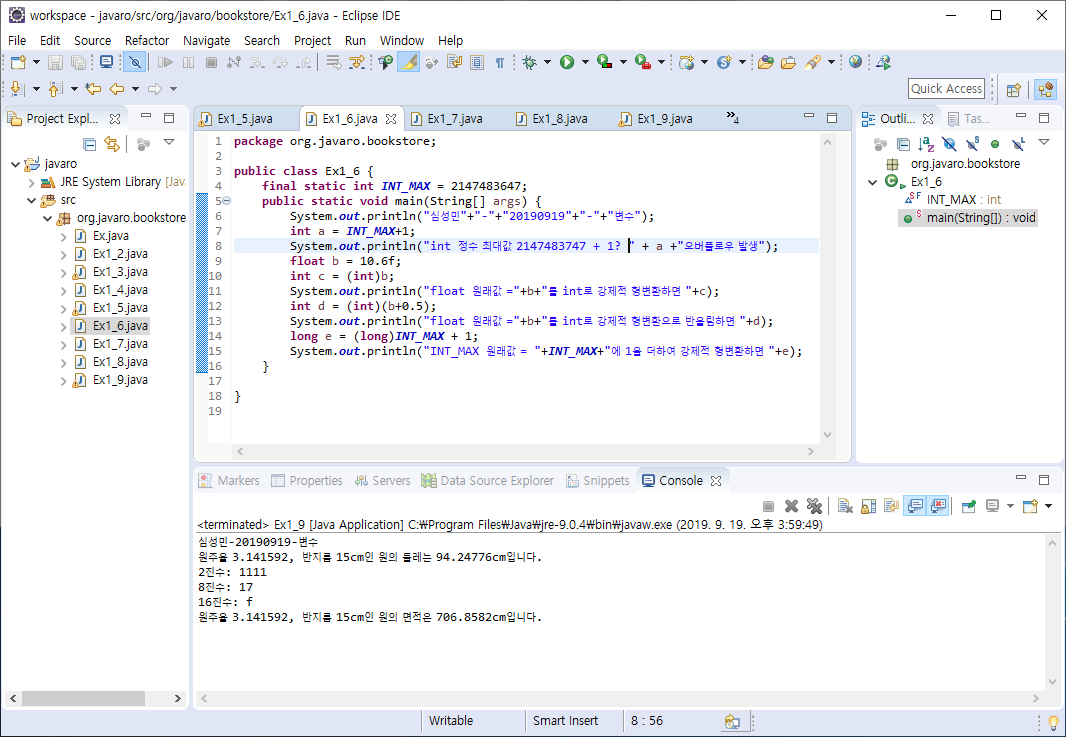 workspace - javaro/src/org/javaro/bookstore/Ex1_6.java - Eclipse IDE
File Edit Source Refactor Navigate Search Project Run Window Help
Quick Access
Project Expl...
javaro
JRE System Library [Jav
src
org.javaro.bookstore
Ex.java
Ex1_2.java
Ex1_3.java
Ex1_4.java
Ex1_5.java
Ex1_6.java
Ex1_7.java
Ex1_8.java
Ex1_9.java
Ex1_5.java Ex1_6.java Ex1_7.java Ex1_8.java Ex1_9.java »4
1 package org.javaro.bookstore;
2
3 public class Ex1_6 {
4 final static int INT_MAX = 2147483647;
5 public static void main(String[] args) {
6 System.out.println("심성민"+"-"+"20190919"+"-"+"변수");
7 int a = INT_MAX+1;
8 System.out.println("int 정수 최대값 2147483747 + 1? " + a +"오버플로우 발생");
9 float b = 10.6f;
10 int c = (int)b;
11 System.out.println("float 원래값 ="+b+"를 int로 강제적 형변환하면 "+c);
12 int d = (int)(b+0.5);
13 System.out.println("float 원래값 ="+b+"를 int로 강제적 형변환으로 반올림하면 "+d);
14 long e = (long)INT_MAX + 1;
15 System.out.println("INT_MAX 원래값 = "+INT_MAX+"에 1을 더하여 강제적 형변환하면 "+e);
16 }
17
18 }
19
Outli... Tas...
org.javaro.bookstore
Ex1_6
INT_MAX : int
main(String[]) : void
Markers Properties Servers Data Source Explorer Snippets Console
<terminated> Ex1_9 [Java Application] C:₩Program Files₩Java₩jre-9.0.4₩bin₩javaw.exe (2019. 9. 19. 오후 3:59:49)
심성민-20190919-변수
원주율 3.141592, 반지름 15cm인 원의 둘레는 94.24776cm입니다.
2진수: 1111
8진수: 17
16진수: f
원주율 3.141592, 반지름 15cm인 원의 면적은 706.8582cm입니다.
Writable Smart Insert 8 : 56